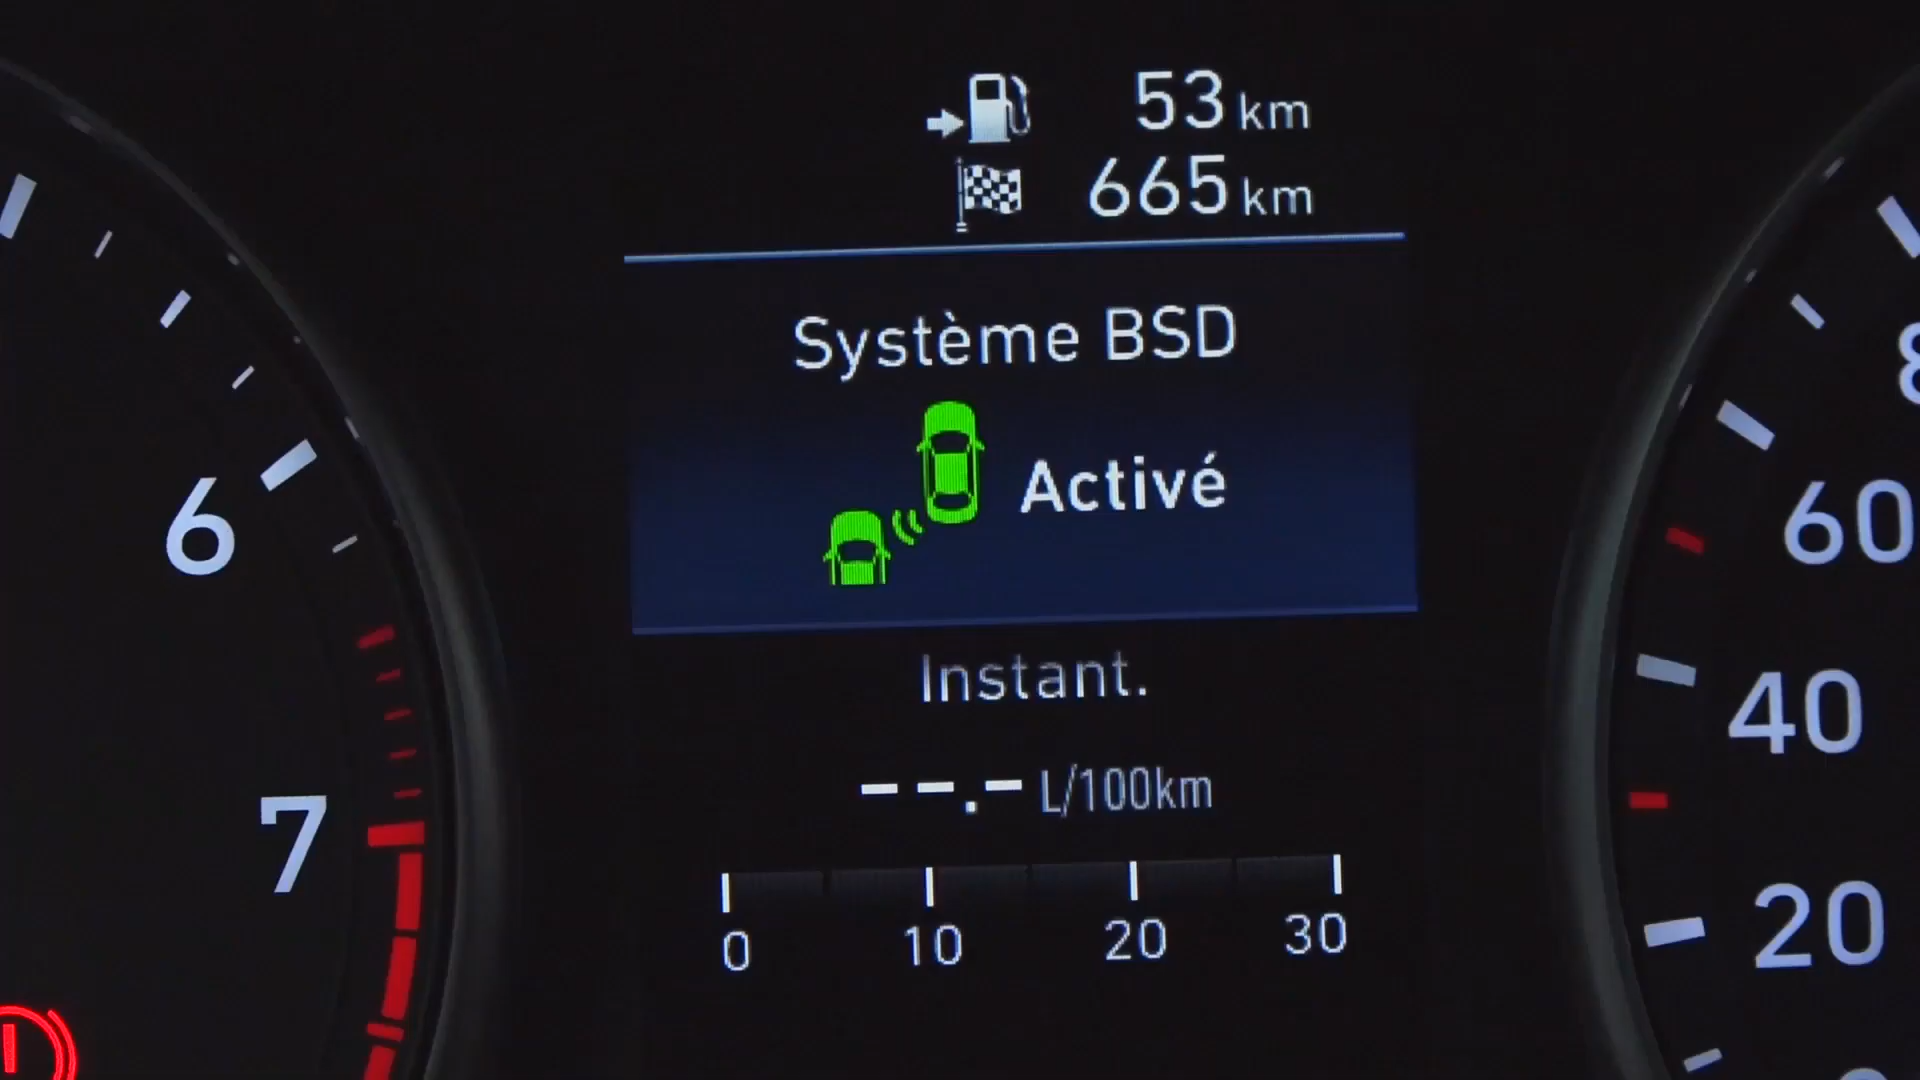 53 km
665 km
Système BSD
Activé
Instant.
--.- L/100km
0 10 20 30
6
7
60
40
20